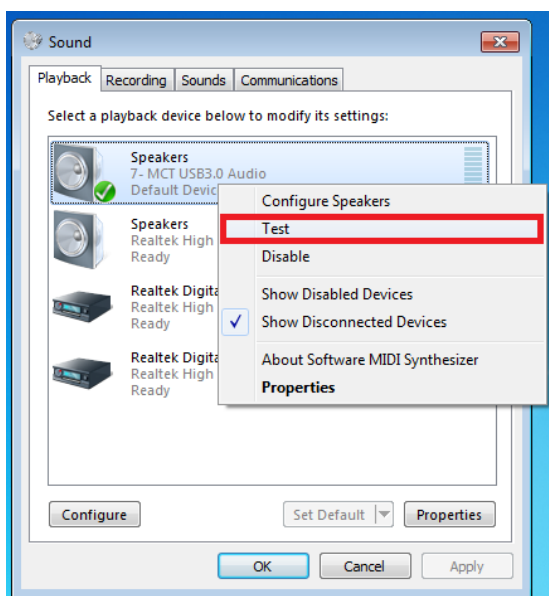 Sound
Playback Recording Sounds Communications
Select a playback device below to modify its settings:
Speakers
7- MCT USB3.0 Audio
Default Devic
Speakers
Realtek High
Ready
Realtek Digita
Realtek High
Ready
Realtek Digita
Realtek High
Ready
Configure Speakers
Test
Disable
Show Disabled Devices
Show Disconnected Devices
About Software MIDI Synthesizer
Properties
Configure Set Default Properties
OK Cancel Apply